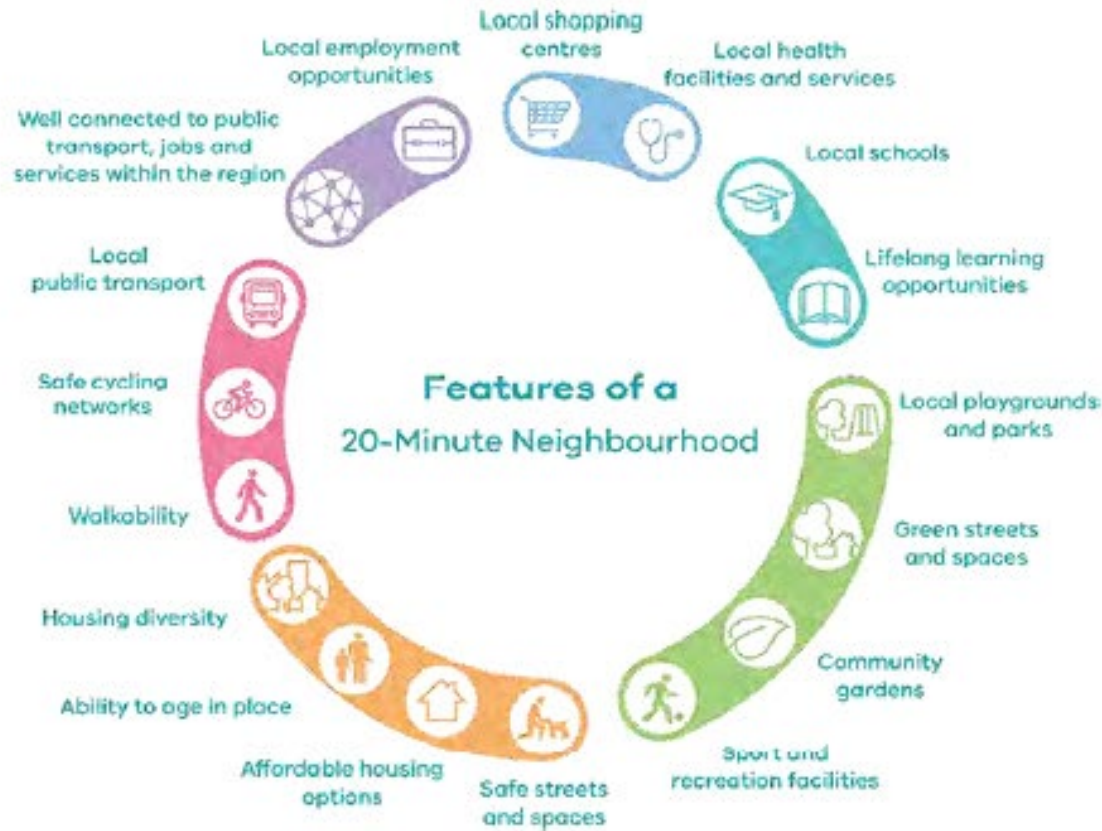 Local shopping
centres
Local health
facilities and services
Local schools
Lifelong learning
opportunities
Local playgrounds
and parks
Green streets
and spaces
Community
gardens
Sport and
recreation facilities
Safe streets
and spaces
Affordable housing
options
Ability to age in place
Housing diversity
Walkability
Safe cycling
networks
Local
public transport
Well connected to public
transport, jobs and
services within the region
Local employment
opportunities
Features of a
20-Minute Neighbourhood